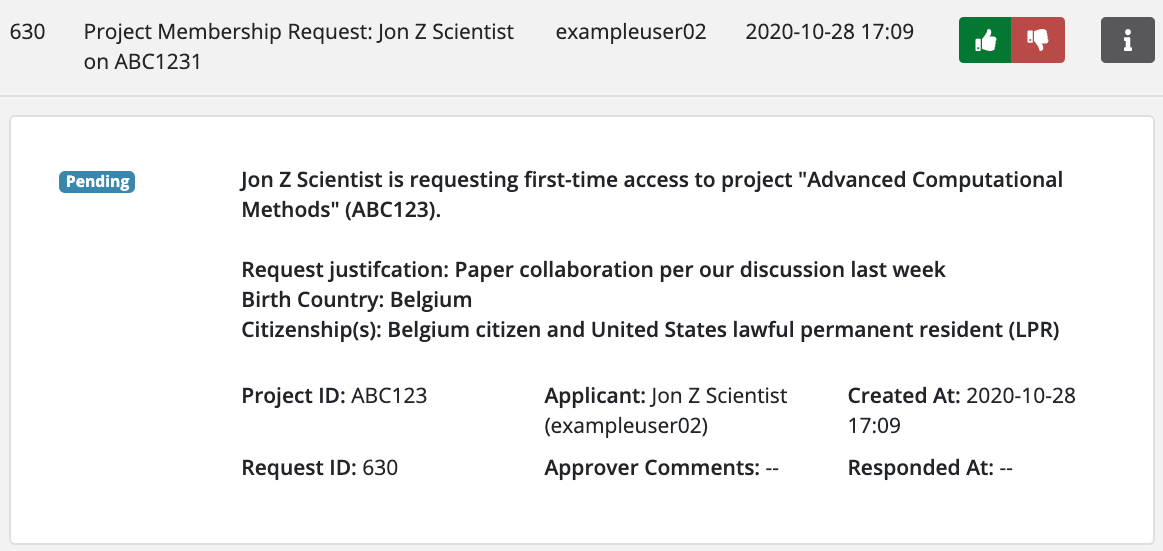 630 Project Membership Request: Jon Z Scientist exampleuser02 2020-10-28 17:09
on ABC1231
Pending
Jon Z Scientist is requesting first-time access to project "Advanced Computational
Methods" (ABC123).
Request justifcation: Paper collaboration per our discussion last week
Birth Country: Belgium
Citizenship(s): Belgium citizen and United States lawful permanent resident (LPR)
Project ID: ABC123 Applicant: Jon Z Scientist Created At: 2020-10-28
(exampleuser02) 17:09
Request ID: 630 Approver Comments: -- Responded At: --